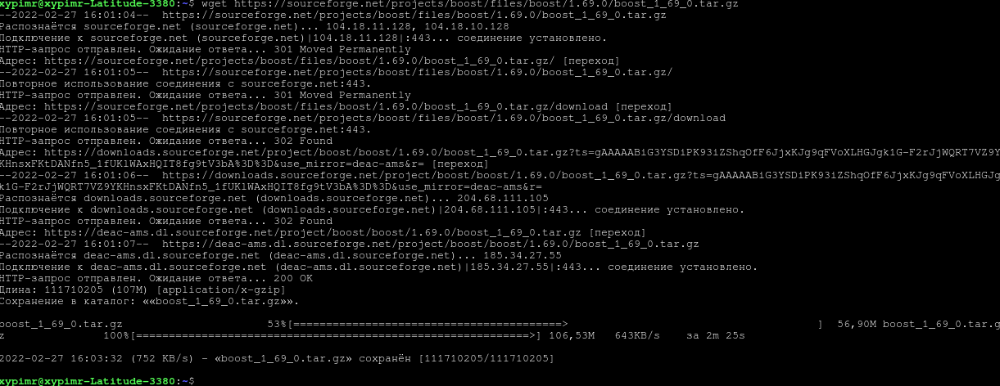 xypimr@xypimr-Latitude-3380:~$ wget https://sourceforge.net/projects/boost/files/boost/1.69.0/boost_1_69_0.tar.gz
--2022-02-27 16:01:04--  https://sourceforge.net/projects/boost/files/boost/1.69.0/boost_1_69_0.tar.gz
Распознаётся sourceforge.net (sourceforge.net)... 104.18.11.128, 104.18.10.128
Подключение к sourceforge.net (sourceforge.net)|104.18.11.128|:443... соединение установлено.
HTTP-запрос отправлен. Ожидание ответа... 301 Moved Permanently
Адрес: https://sourceforge.net/projects/boost/files/boost/1.69.0/boost_1_69_0.tar.gz/ [переход]
--2022-02-27 16:01:05--  https://sourceforge.net/projects/boost/files/boost/1.69.0/boost_1_69_0.tar.gz/
Повторное использование соединения с sourceforge.net:443.
HTTP-запрос отправлен. Ожидание ответа... 301 Moved Permanently
Адрес: https://sourceforge.net/projects/boost/files/boost/1.69.0/boost_1_69_0.tar.gz/download [переход]
--2022-02-27 16:01:05--  https://sourceforge.net/projects/boost/files/boost/1.69.0/boost_1_69_0.tar.gz/download
Повторное использование соединения с sourceforge.net:443.
HTTP-запрос отправлен. Ожидание ответа... 302 Found
Адрес: https://downloads.sourceforge.net/project/boost/boost/1.69.0/boost_1_69_0.tar.gz?ts=gAAAAABiG3YSDiPK93iZShqOfF6JjxKJg9qFVoXLHGJgk1G-F2rJjWQRT7VZ9Y
KHnsxFKtDANfn5_1fUKlWAxHQIT8fg9tV3bA%3D%3D&use_mirror=deac-ams&r= [переход]
--2022-02-27 16:01:06--  https://downloads.sourceforge.net/project/boost/boost/1.69.0/boost_1_69_0.tar.gz?ts=gAAAAABiG3YSDiPK93iZShqOfF6JjxKJg9qFVoXLHGJg
k1G-F2rJjWQRT7VZ9YKHnsxFKtDANfn5_1fUKlWAxHQIT8fg9tV3bA%3D%3D&use_mirror=deac-ams&r=
Распознаётся downloads.sourceforge.net (downloads.sourceforge.net)... 204.68.111.105
Подключение к downloads.sourceforge.net (downloads.sourceforge.net)|204.68.111.105|:443... соединение установлено.
HTTP-запрос отправлен. Ожидание ответа... 302 Found
Адрес: https://deac-ams.dl.sourceforge.net/project/boost/boost/1.69.0/boost_1_69_0.tar.gz [переход]
--2022-02-27 16:01:07--  https://deac-ams.dl.sourceforge.net/project/boost/boost/1.69.0/boost_1_69_0.tar.gz
Распознаётся deac-ams.dl.sourceforge.net (deac-ams.dl.sourceforge.net)... 185.34.27.55
Подключение к deac-ams.dl.sourceforge.net (deac-ams.dl.sourceforge.net)|185.34.27.55|:443... соединение установлено.
HTTP-запрос отправлен. Ожидание ответа... 200 OK
Длина: 111710205 (107M) [application/x-gzip]
Сохранение в каталог: ««boost_1_69_0.tar.gz»».
boost_1_69_0.tar.gz 53%[=======================================> ] 56,90M boost_1_69_0.tar.g
z 100%[==========================================================>] 106,53M 643KB/s за 2m 25s
2022-02-27 16:03:32 (752 KB/s) - «boost_1_69_0.tar.gz» сохранён [111710205/111710205]
xypimr@xypimr-Latitude-3380:~$